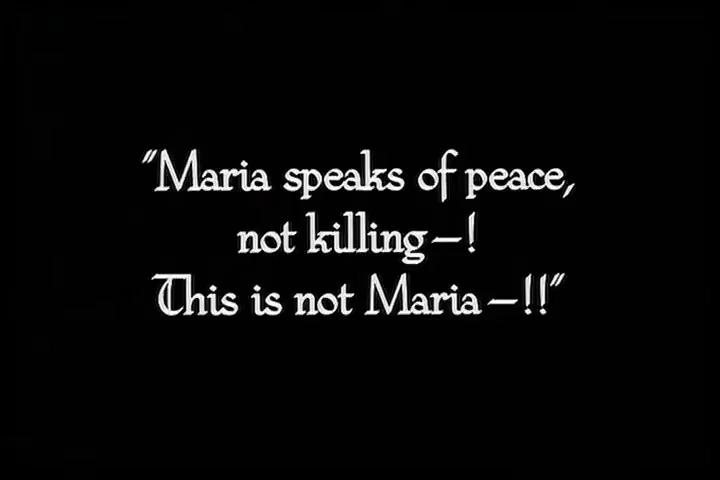 "Maria speaks of peace,
not killing—!
This is not Maria—!!"